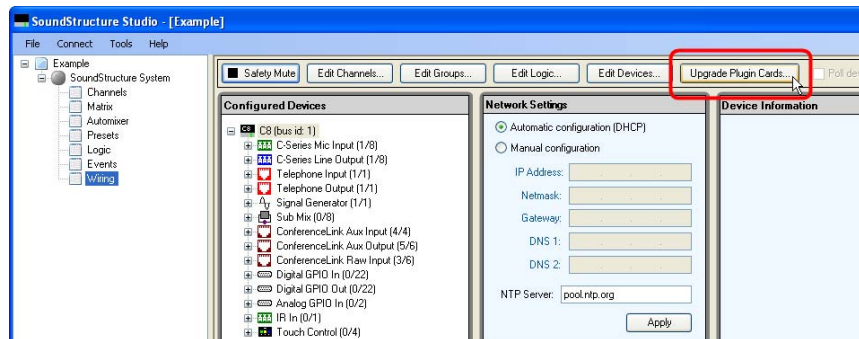 SoundStructure Studio - [Example]
File Connect Tools Help
Example
SoundStructure System
Channels
Matrix
Automixer
Presets
Logic
Events
Wiring
Safety Mute Edit Channels... Edit Groups... Edit Logic... Edit Devices... Upgrade Plugin Cards... Poll de
Configured Devices
C8 (bus id: 1)
C-Series Mic Input (1/8)
C-Series Line Output (1/8)
Telephone Input (1/1)
Telephone Output (1/1)
Signal Generator (1/1)
Sub Mix (0/8)
ConferenceLink Aux Input (4/4)
ConferenceLink Aux Output (5/6)
ConferenceLink Raw Input (3/6)
Digital GPIO In (0/22)
Digital GPIO Out (0/22)
Analog GPIO In (0/2)
IR In (0/1)
Touch Control (0/4)
Network Settings
Automatic configuration (DHCP)
Manual configuration
IP Address:
Netmask:
Gateway:
DNS 1:
DNS 2:
NTP Server: pool.ntp.org
Apply
Device Information